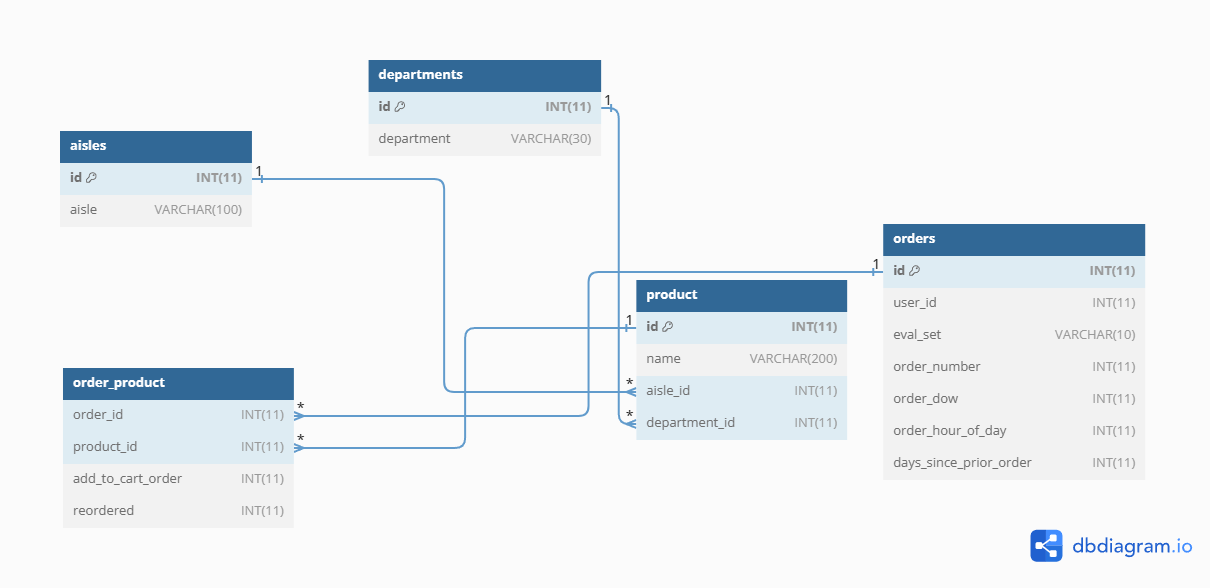 departments
id INT(11)
department VARCHAR(30)
1
aisles
id INT(11)
aisle VARCHAR(100)
1
orders
id INT(11)
user_id INT(11)
eval_set VARCHAR(10)
order_number INT(11)
order_dow INT(11)
order_hour_of_day INT(11)
days_since_prior_order INT(11)
1
product
id INT(11)
name VARCHAR(200)
aisle_id INT(11)
department_id INT(11)
1
*
*
order_product
order_id INT(11)
product_id INT(11)
add_to_cart_order INT(11)
reordered INT(11)
*
*
dbdiagram.io